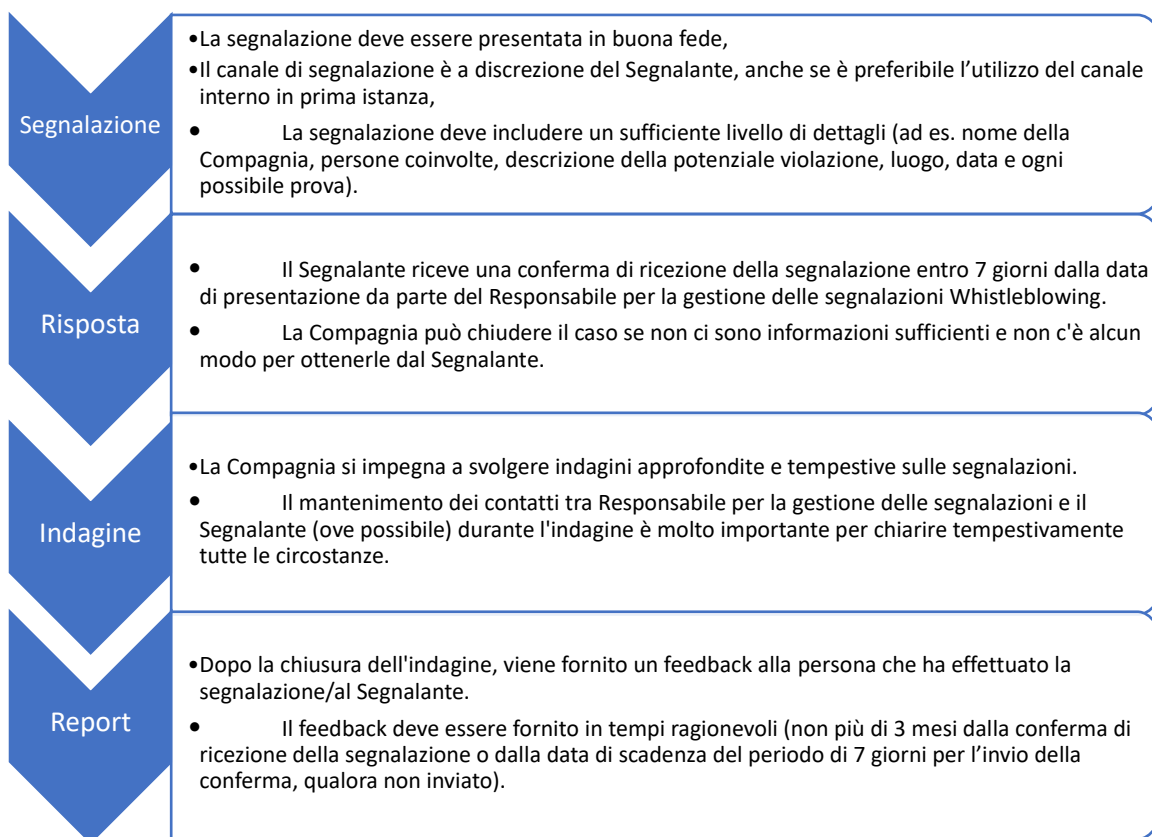 Segnalazione
•La segnalazione deve essere presentata in buona fede,
•Il canale di segnalazione è a discrezione del Segnalante, anche se è preferibile l’utilizzo del canale
interno in prima istanza,
• La segnalazione deve includere un sufficiente livello di dettagli (ad es. nome della
Compagnia, persone coinvolte, descrizione della potenziale violazione, luogo, data e ogni
possibile prova).
Risposta
• Il Segnalante riceve una conferma di ricezione della segnalazione entro 7 giorni dalla data
di presentazione da parte del Responsabile per la gestione delle segnalazioni Whistleblowing.
• La Compagnia può chiudere il caso se non ci sono informazioni sufficienti e non c'è alcun
modo per ottenerle dal Segnalante.
Indagine
•La Compagnia si impegna a svolgere indagini approfondite e tempestive sulle segnalazioni.
• Il mantenimento dei contatti tra Responsabile per la gestione delle segnalazioni e il
Segnalante (ove possibile) durante l'indagine è molto importante per chiarire tempestivamente
tutte le circostanze.
Report
•Dopo la chiusura dell'indagine, viene fornito un feedback alla persona che ha effettuato la
segnalazione/al Segnalante.
• Il feedback deve essere fornito in tempi ragionevoli (non più di 3 mesi dalla conferma di
ricezione della segnalazione o dalla data di scadenza del periodo di 7 giorni per l’invio della
conferma, qualora non inviato).